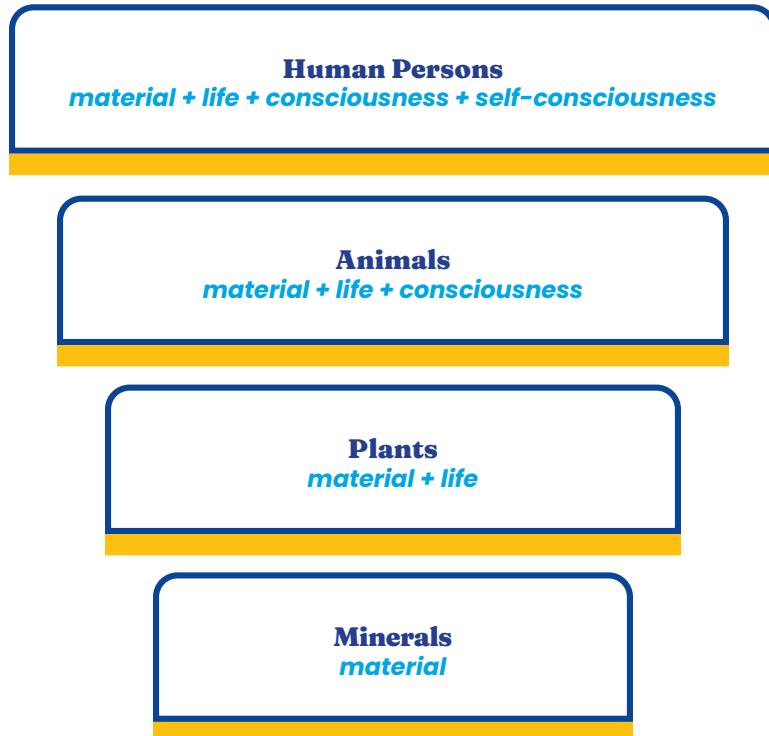 Human Persons
material + life + consciousness + self-consciousness
Animals
material + life + consciousness
Plants
material + life
Minerals
material